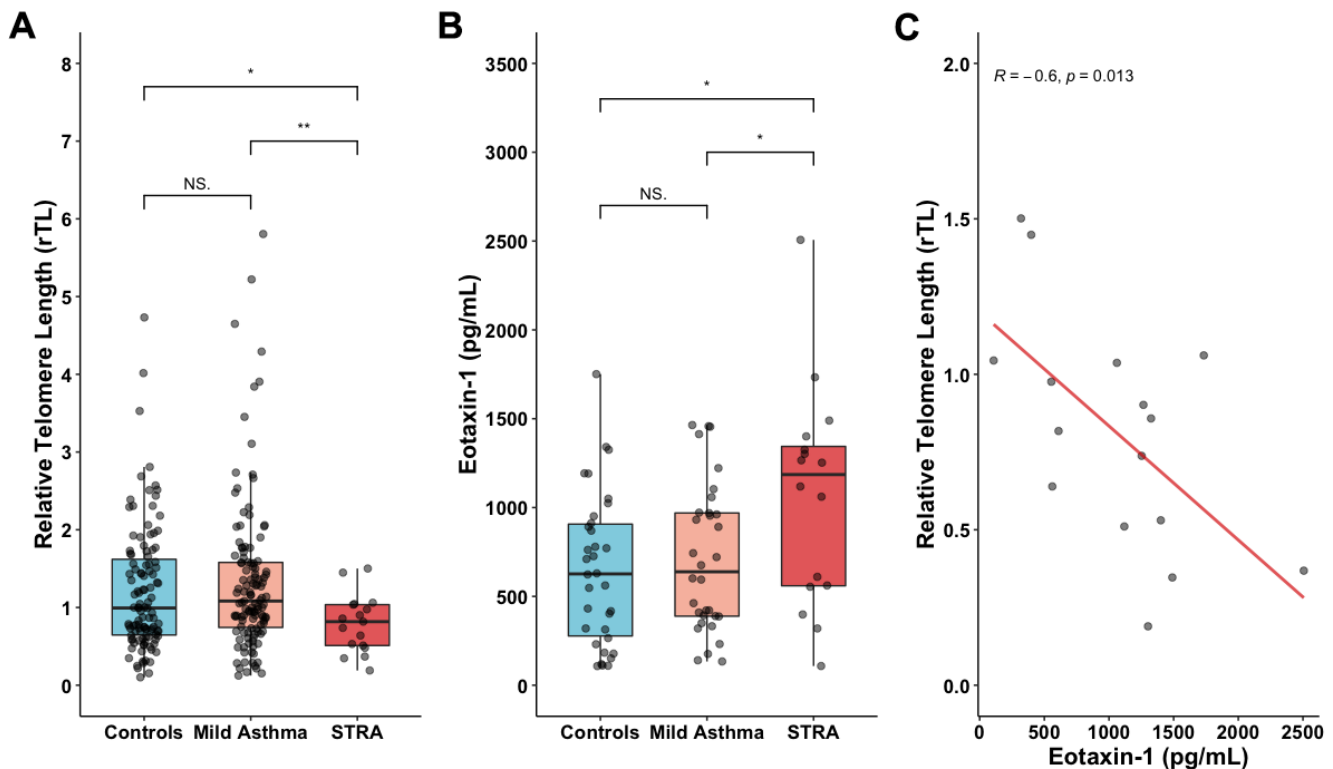 A
Relative Telomere Length (rTL)
8
7
6
5
4
3
2
1
0
*
**
NS.
Controls Mild Asthma STRA
B
Eotaxin-1 (pg/mL)
3500
3000
2500
2000
1500
1000
500
0
*
*
NS.
Controls Mild Asthma STRA
C
Relative Telomere Length (rTL)
2.0
1.5
1.0
0.5
0.0
R = −0.6, p = 0.013
0 500 1000 1500 2000 2500
Eotaxin-1 (pg/mL)